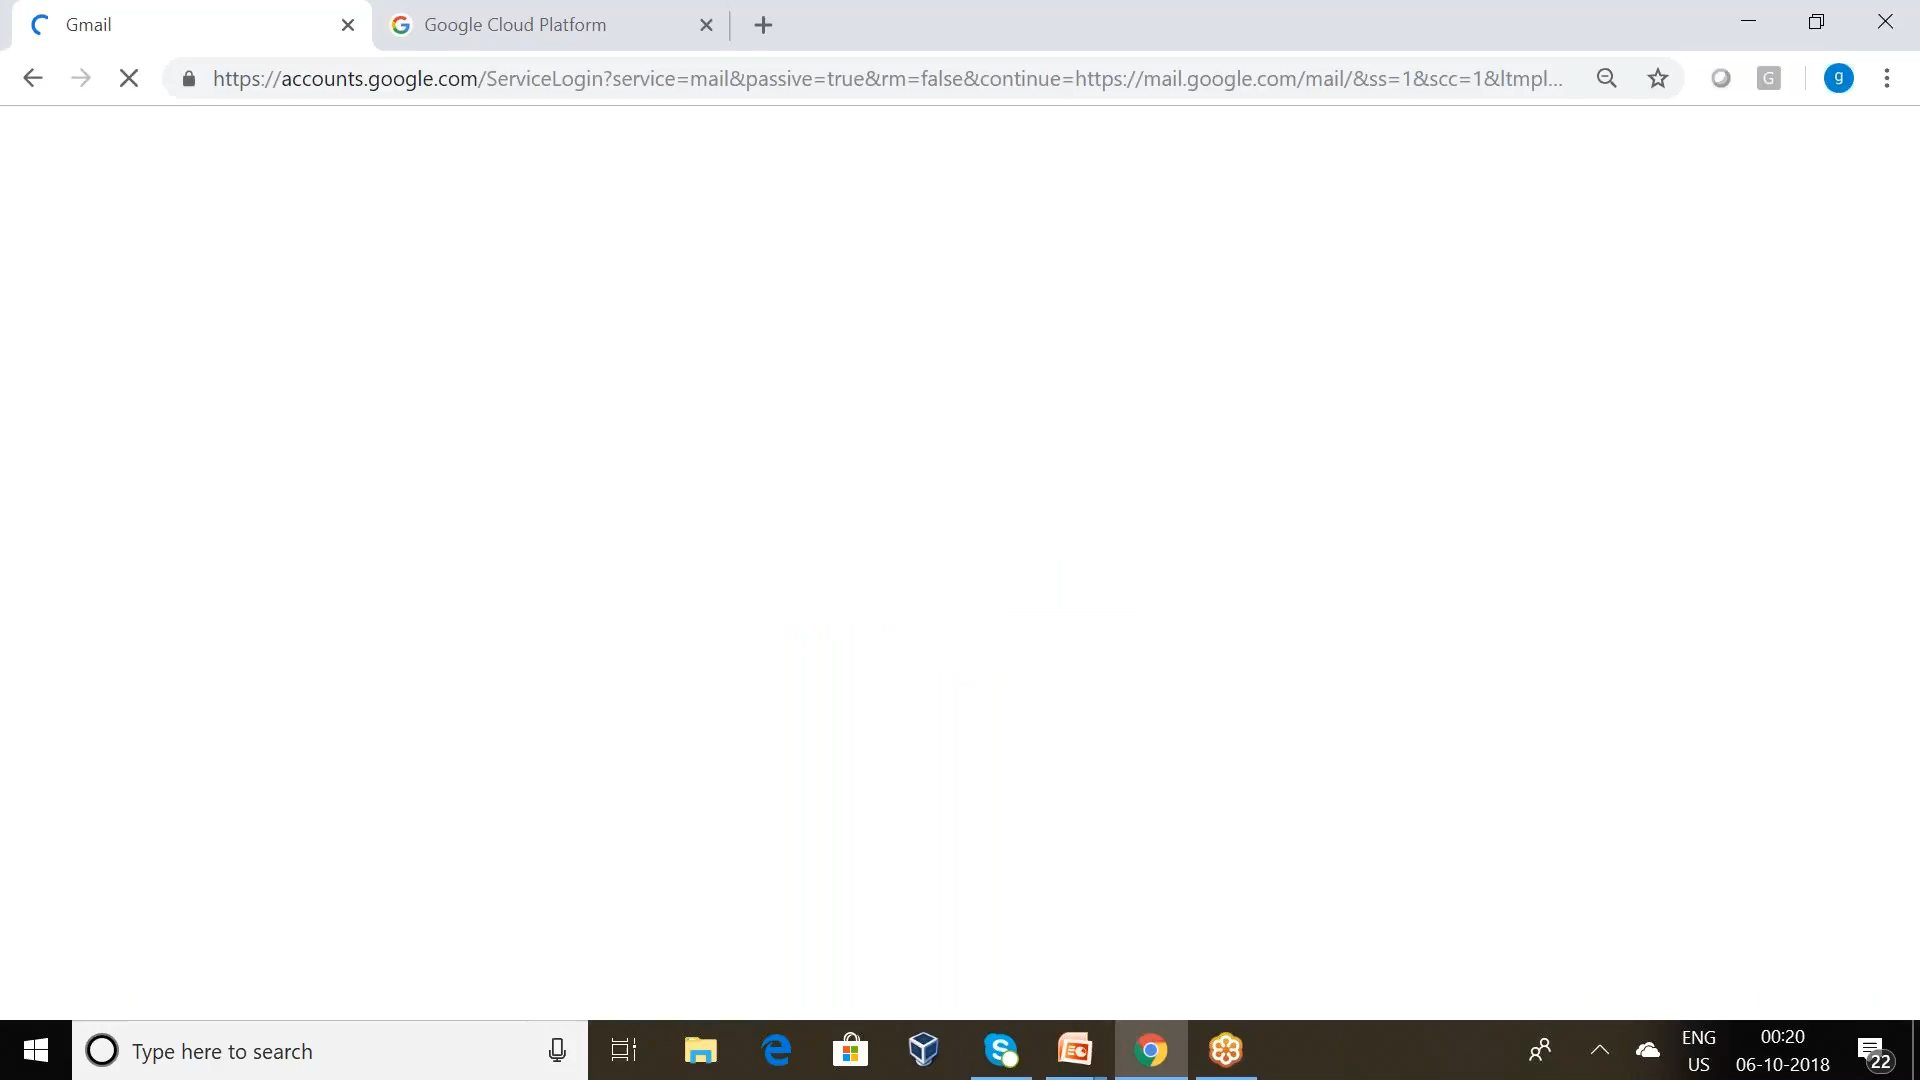 Gmail
Google Cloud Platform
https://accounts.google.com/ServiceLogin?service=mail&passive=true&rm=false&continue=https://mail.google.com/mail/&ss=1&scc=1&ltmpl...
G
g
Type here to search
ENG
US
00:20
06-10-2018
22